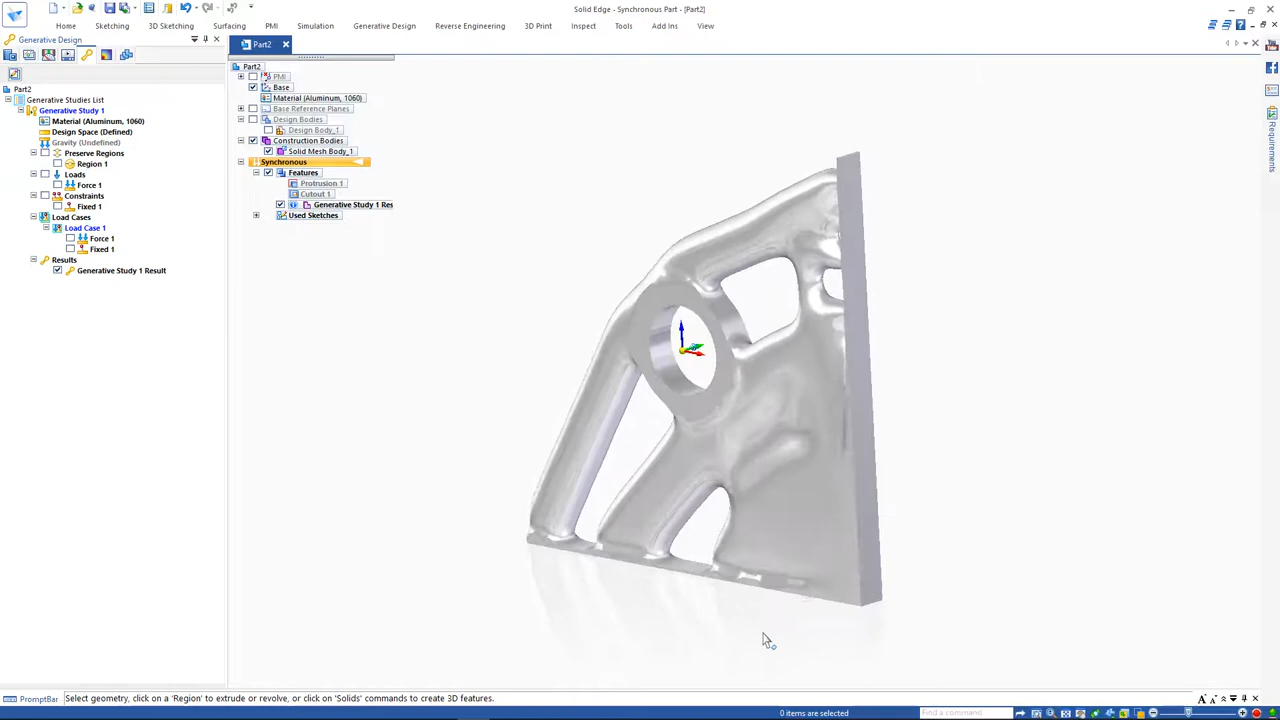 Solid Edge - Synchronous Part - [Part2]
Home
Sketching
3D Sketching
Surfacing
PMI
Simulation
Generative Design
Reverse Engineering
3D Print
Inspect
Tools
Add Ins
View
Generative Design
Part2
Part2
Generative Studies List
Generative Study 1
Material (Aluminum, 1060)
Design Space (Defined)
Gravity (Undefined)
Preserve Regions
Region 1
Loads
Force 1
Constraints
Fixed 1
Load Cases
Load Case 1
Force 1
Fixed 1
Results
Generative Study 1 Result
Part2
PMI
Base
Material (Aluminum, 1060)
Base Reference Planes
Design Bodies
Design Body_1
Construction Bodies
Solid Mesh Body_1
Synchronous
Features
Protrusion 1
Cutout 1
Generative Study 1 Res
Used Sketches
Requirements
PromptBar
Select geometry, click on a 'Region' to extrude or revolve, or click on 'Solids' commands to create 3D features.
0 items are selected
Find a command